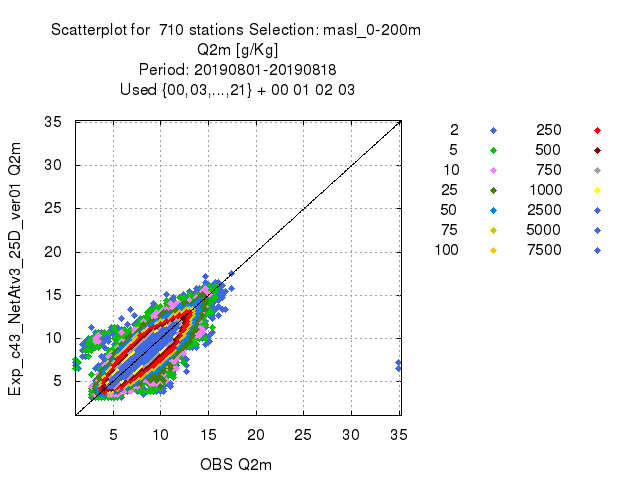 Scatterplot for  710 stations Selection: masl_0-200m
Q2m [g/Kg]
Period: 20190801-20190818
Used {00,03,...,21} + 00 01 02 03
Exp_c43_NetAtv3_25D_ver01 Q2m
35
30
25
20
15
10
5
5 10 15 20 25 30 35
OBS Q2m
2 250
5 500
10 750
25 1000
50 2500
75 5000
100 7500